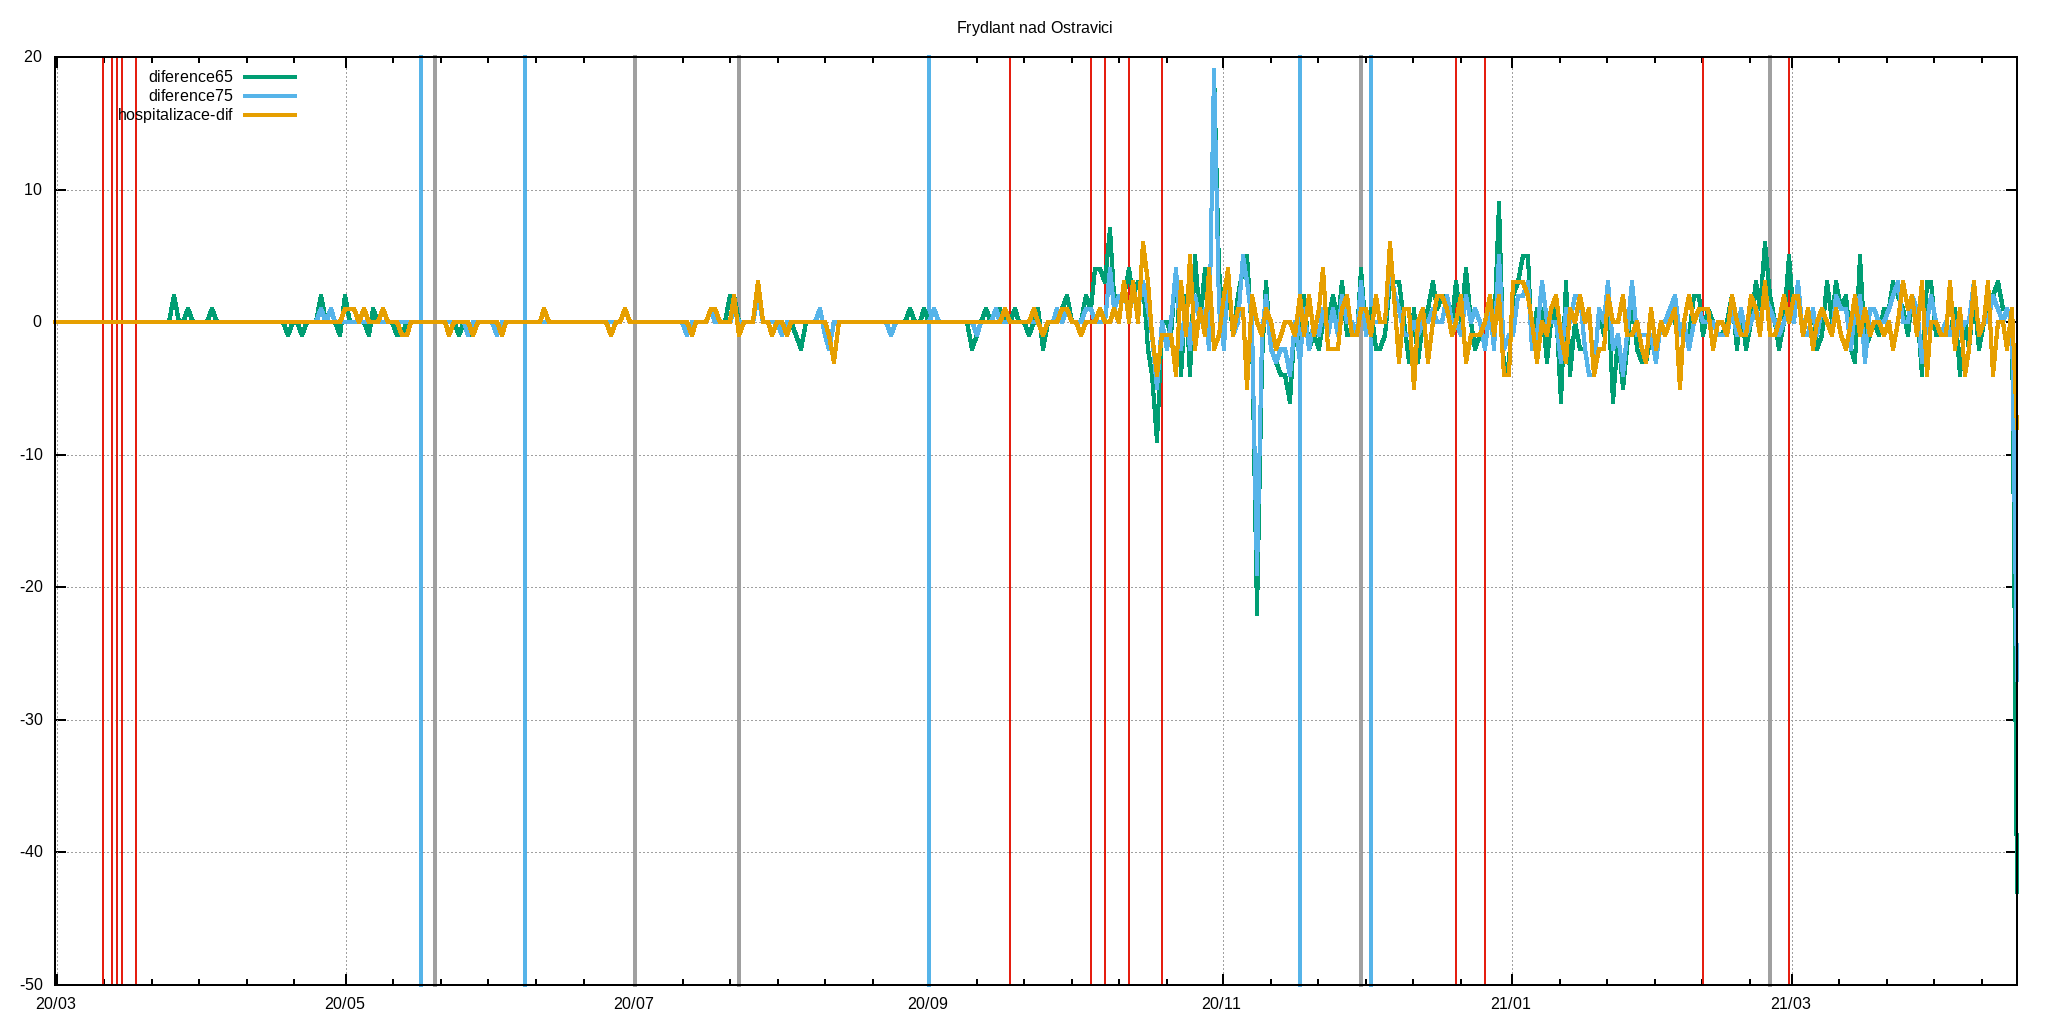 Frydlant nad Ostravici
20
diference65
diference75
hospitalizace-dif
10
0
-10
-20
-30
-40
-50
20/03 20/05 20/07 20/09 20/11 21/01 21/03